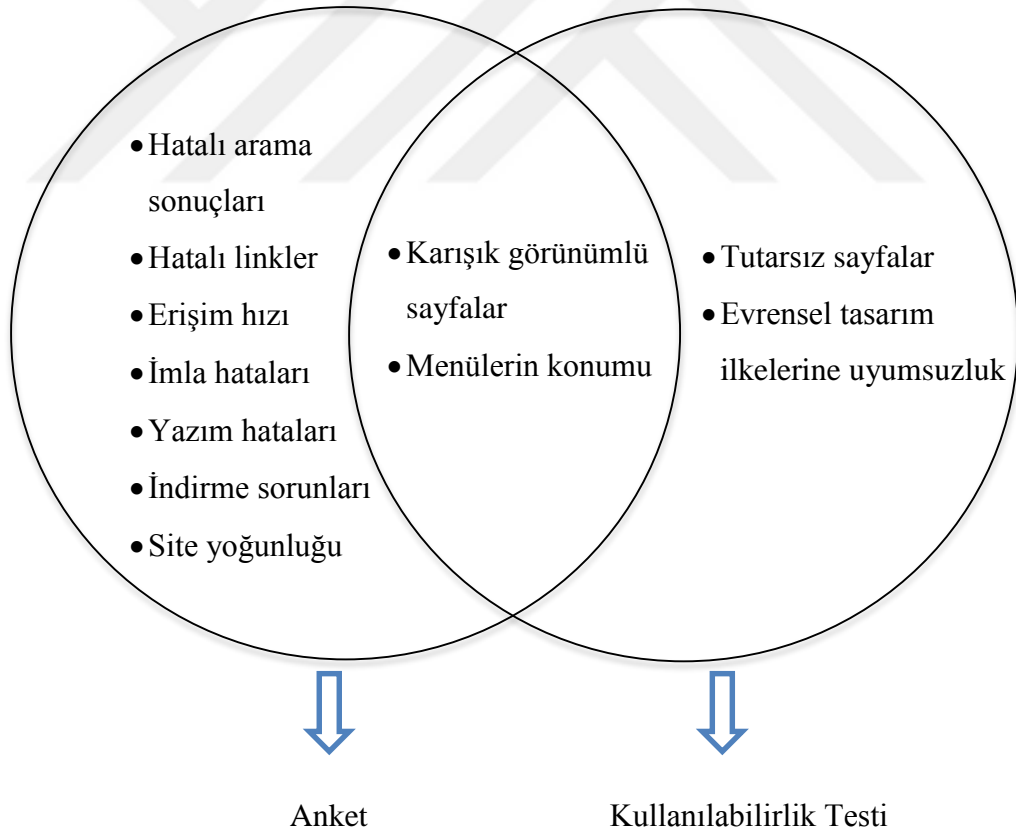 •Hatalı arama
sonuçları
•Hatalı linkler
•Erişim hızı
•İmla hataları
•Yazım hataları
•İndirme sorunları
•Site yoğunluğu
•Karışık görünümlü
sayfalar
•Menülerin konumu
•Tutarsız sayfalar
•Evrensel tasarım
ilkelerine uyumsuzluk
Anket
Kullanılabilirlik Testi